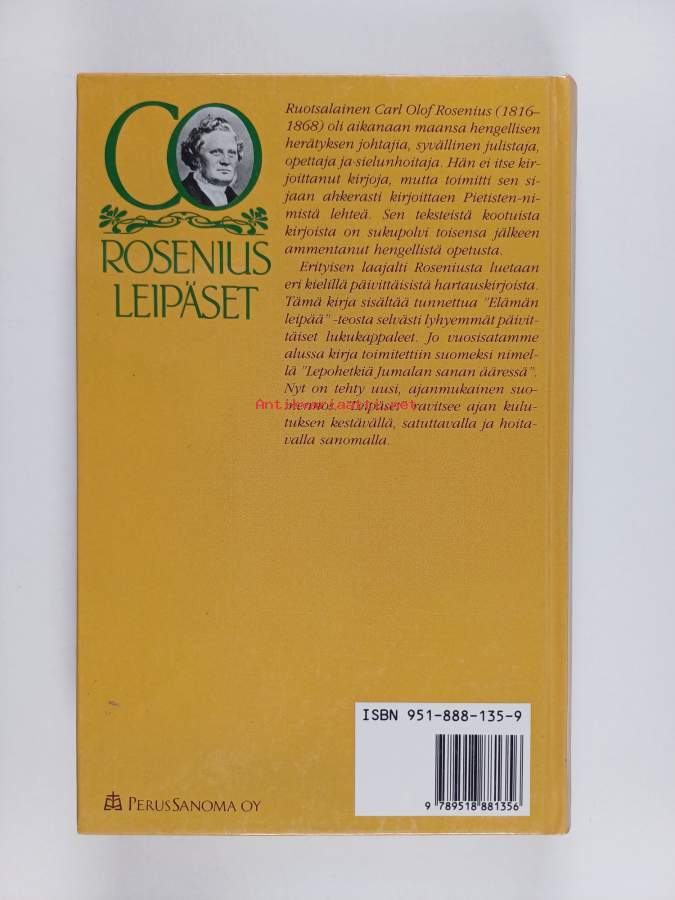 CO
ROSENIUS
LEIPÄSET
Ruotsalainen Carl Olof Rosenius (1816–
1868) oli aikanaan maansa hengellisen
herätyksen johtajia, syvällinen julistaja,
opettaja ja sielunhoitaja. Hän ei itse kir-
joittanut kirjoja, mutta toimitti sen si-
jaan ahkerasti kirjoittaen Pietisten-ni-
mistä lehteä. Sen teksteistä kootuista
kirjoista on sukupolvi toisensa jälkeen
ammentanut hengellistä opetusta.
Erityisen laajalti Roseniusta luetaan
eri kielillä päivittäisistä hartauskirjoista.
Tämä kirja sisältää tunnettua "Elämän
leipää" -teosta selvästi lyhyemmät päivit-
täiset lukukappaleet. Jo vuosisatamme
alussa kirja toimitettiin suomeksi nimel-
lä "Lepohetkiä Jumalan sanan ääressä".
Nyt on tehty uusi, ajanmukainen suo-
mennos. Leipäset ravitsee ajan kulu-
tuksen kestävällä, satuttavalla ja hoita-
valla sanomalla.
Antikvariaatti.net
ISBN 951-888-135-9
9 789518 881356
PERUSSANOMA OY